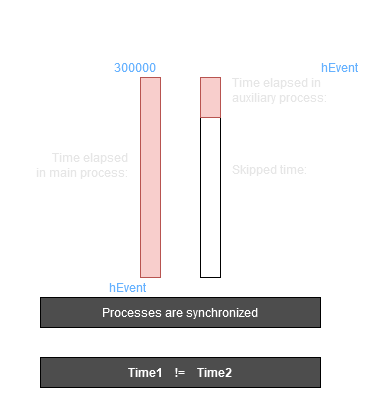 300000
hEvent
Time elapsed in
auxiliary process:
Time elapsed
in main process:
Skipped time:
hEvent
Processes are synchronized
Time1 != Time2